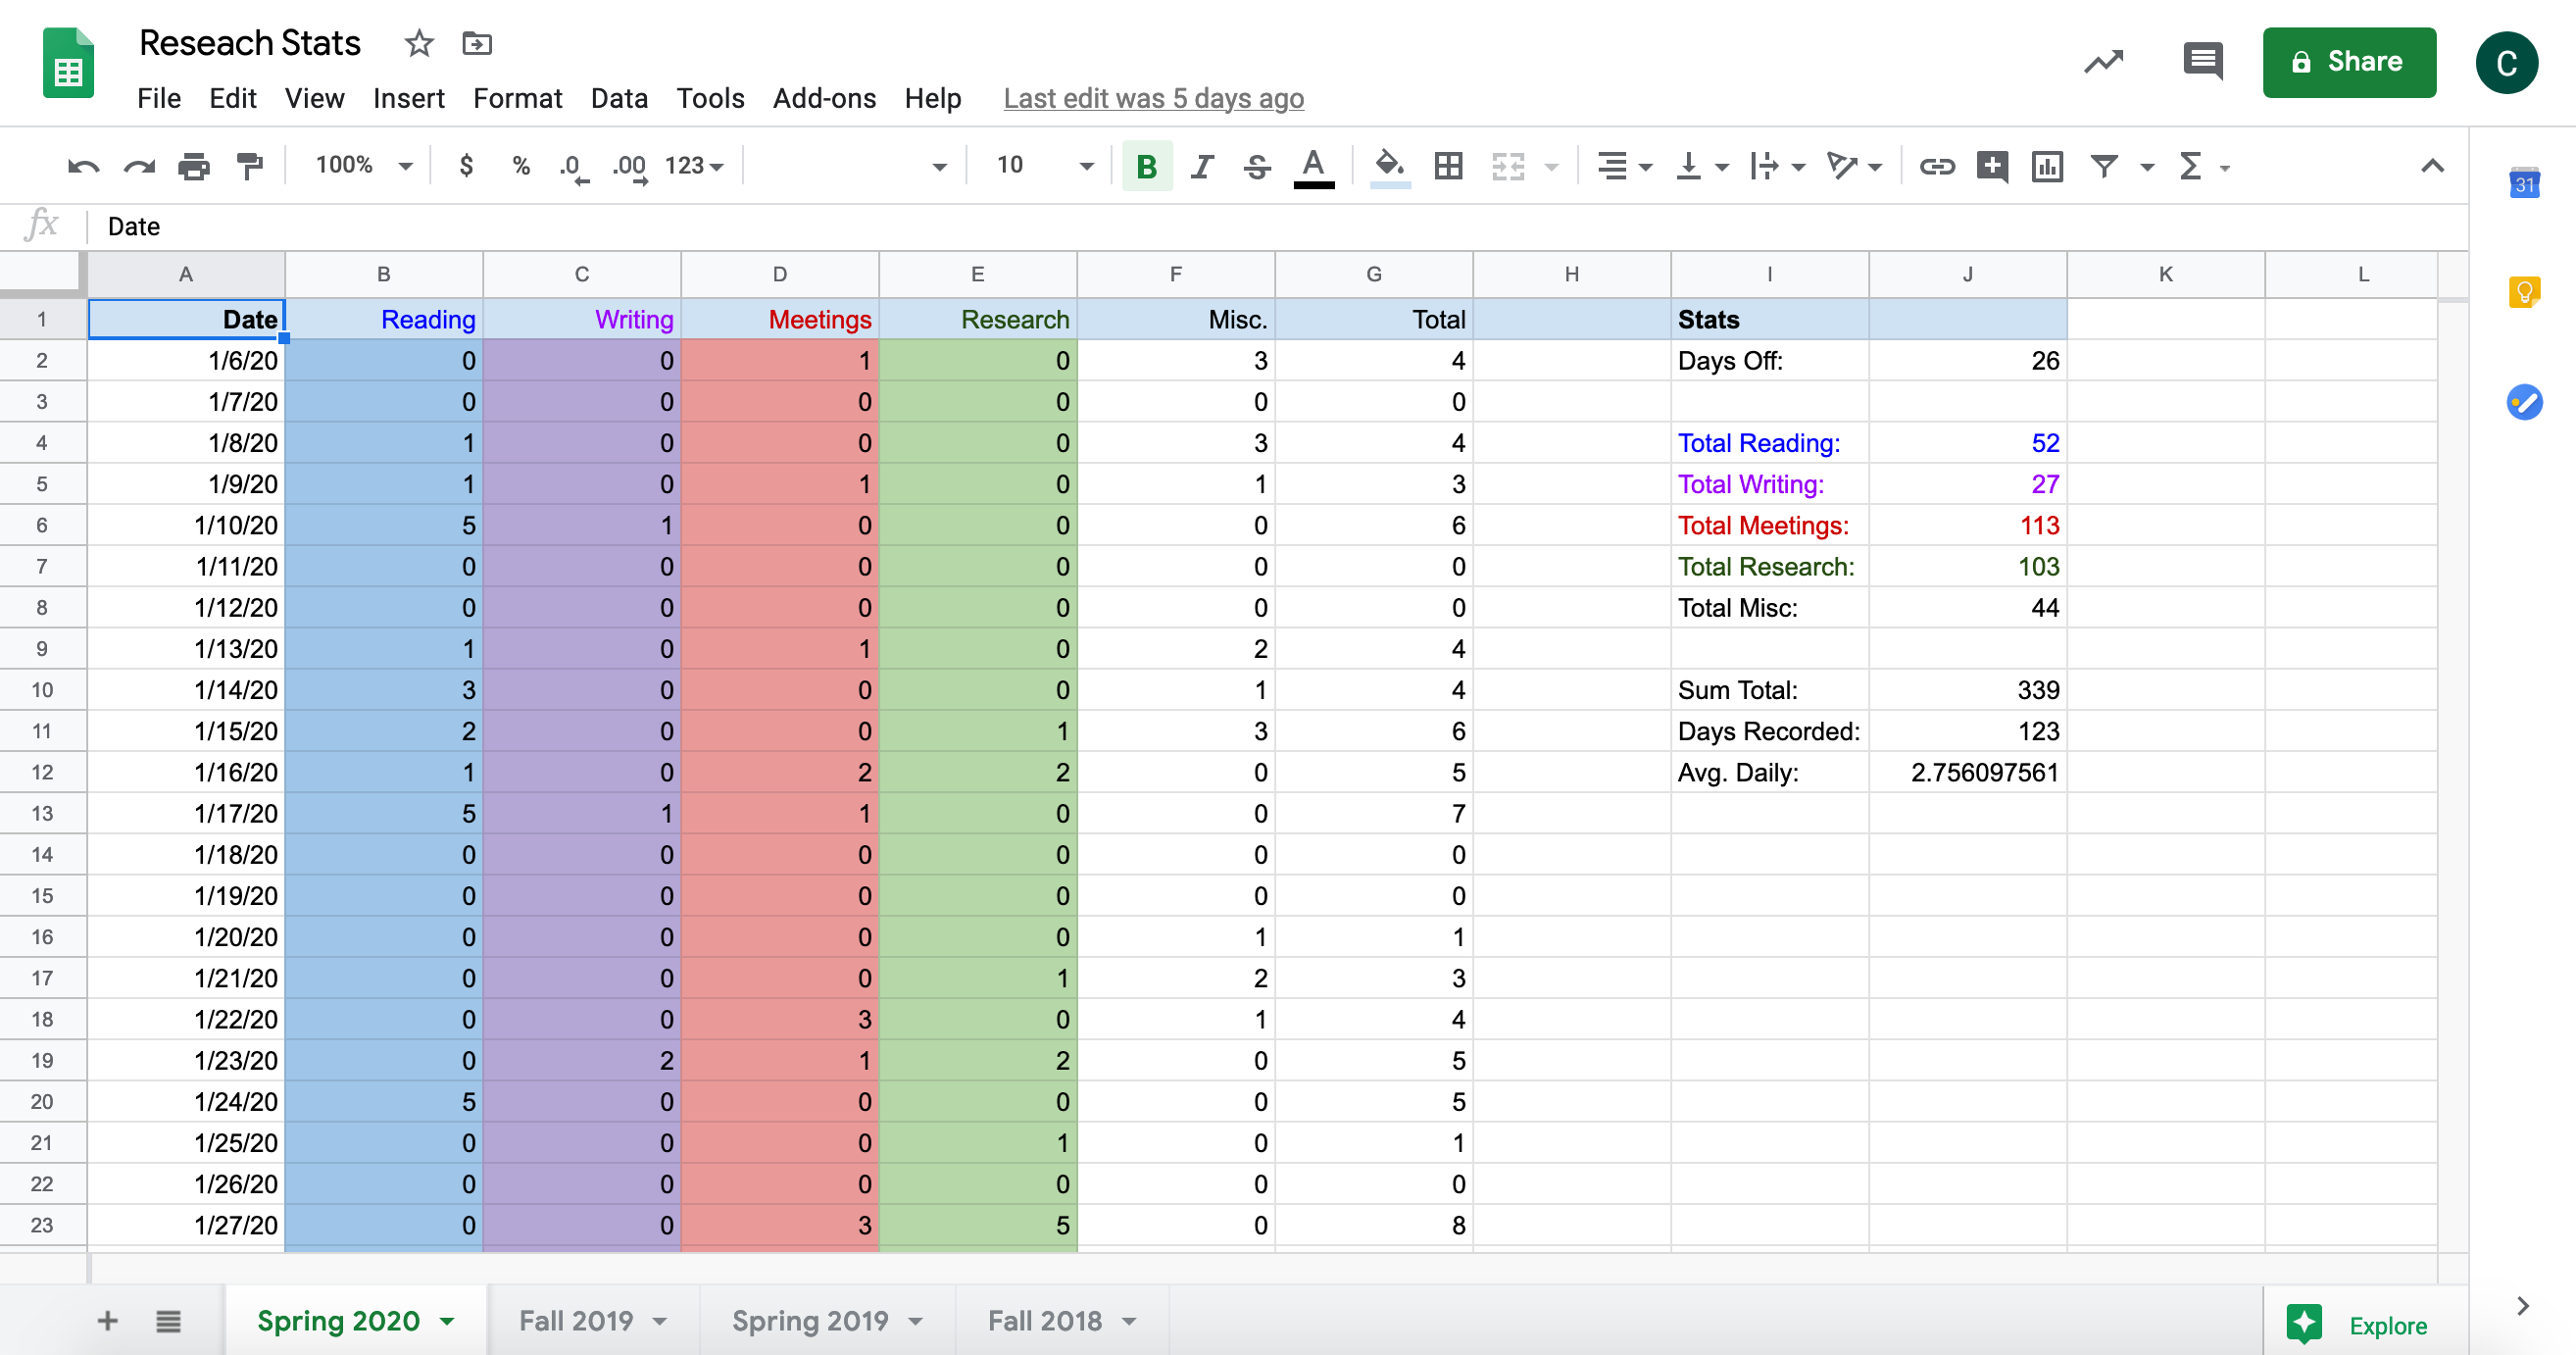 Reseach Stats
File Edit View Insert Format Data Tools Add-ons Help Last edit was 5 days ago
Share
C
100% $ % .0 .00 123 10 B I S A
31
fx Date
A B C D E F G H I J K L
1 Date Reading Writing Meetings Research Misc. Total Stats
2 1/6/20 0 0 1 0 3 4 Days Off: 26
3 1/7/20 0 0 0 0 0 0
4 1/8/20 1 0 0 0 3 4 Total Reading: 52
5 1/9/20 1 0 1 0 1 3 Total Writing: 27
6 1/10/20 5 1 0 0 0 6 Total Meetings: 113
7 1/11/20 0 0 0 0 0 0 Total Research: 103
8 1/12/20 0 0 0 0 0 0 Total Misc: 44
9 1/13/20 1 0 1 0 2 4
10 1/14/20 3 0 0 0 1 4 Sum Total: 339
11 1/15/20 2 0 0 1 3 6 Days Recorded: 123
12 1/16/20 1 0 2 2 0 5 Avg. Daily: 2.756097561
13 1/17/20 5 1 1 0 0 7
14 1/18/20 0 0 0 0 0 0
15 1/19/20 0 0 0 0 0 0
16 1/20/20 0 0 0 0 1 1
17 1/21/20 0 0 0 1 2 3
18 1/22/20 0 0 3 0 1 4
19 1/23/20 0 2 1 2 0 5
20 1/24/20 5 0 0 0 0 5
21 1/25/20 0 0 0 1 0 1
22 1/26/20 0 0 0 0 0 0
23 1/27/20 0 0 3 5 0 8
Spring 2020 Fall 2019 Spring 2019 Fall 2018 Explore